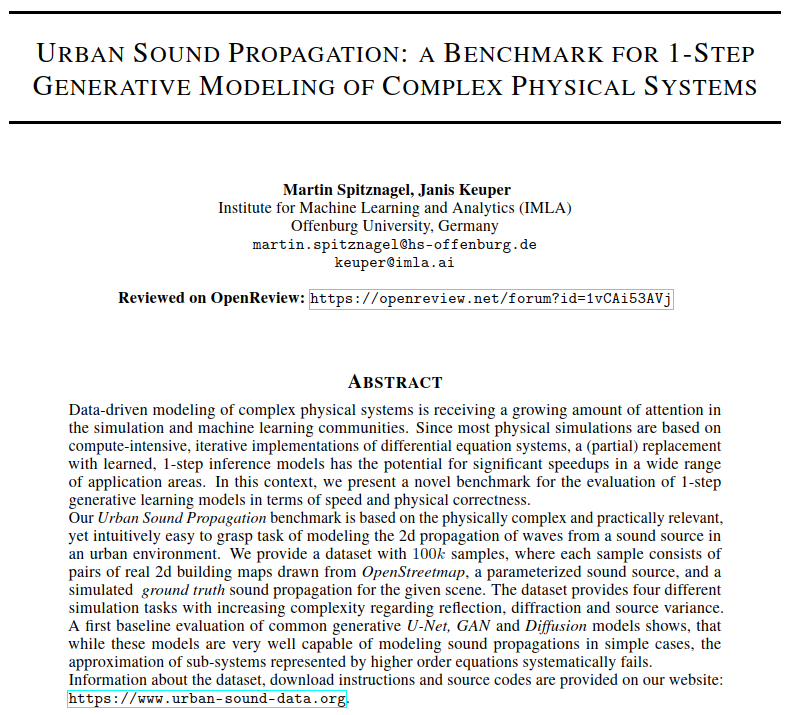 URBAN SOUND PROPAGATION: A BENCHMARK FOR 1-STEP
GENERATIVE MODELING OF COMPLEX PHYSICAL SYSTEMS
Martin Spitznagel, Janis Keuper
Institute for Machine Learning and Analytics (IMLA)
Offenburg University, Germany
martin.spitznagel@hs-offenburg.de
keuper@imla.ai
Reviewed on OpenReview: https://openreview.net/forum?id=1vCAi53AVj
ABSTRACT
Data-driven modeling of complex physical systems is receiving a growing amount of attention in
the simulation and machine learning communities. Since most physical simulations are based on
compute-intensive, iterative implementations of differential equation systems, a (partial) replacement
with learned, 1-step inference models has the potential for significant speedups in a wide range
of application areas. In this context, we present a novel benchmark for the evaluation of 1-step
generative learning models in terms of speed and physical correctness.
Our Urban Sound Propagation benchmark is based on the physically complex and practically relevant,
yet intuitively easy to grasp task of modeling the 2d propagation of waves from a sound source in
an urban environment. We provide a dataset with 100k samples, where each sample consists of
pairs of real 2d building maps drawn from OpenStreetmap, a parameterized sound source, and a
simulated ground truth sound propagation for the given scene. The dataset provides four different
simulation tasks with increasing complexity regarding reflection, diffraction and source variance.
A first baseline evaluation of common generative U-Net, GAN and Diffusion models shows, that
while these models are very well capable of modeling sound propagations in simple cases, the
approximation of sub-systems represented by higher order equations systematically fails.
Information about the dataset, download instructions and source codes are provided on our website:
https://www.urban-sound-data.org.